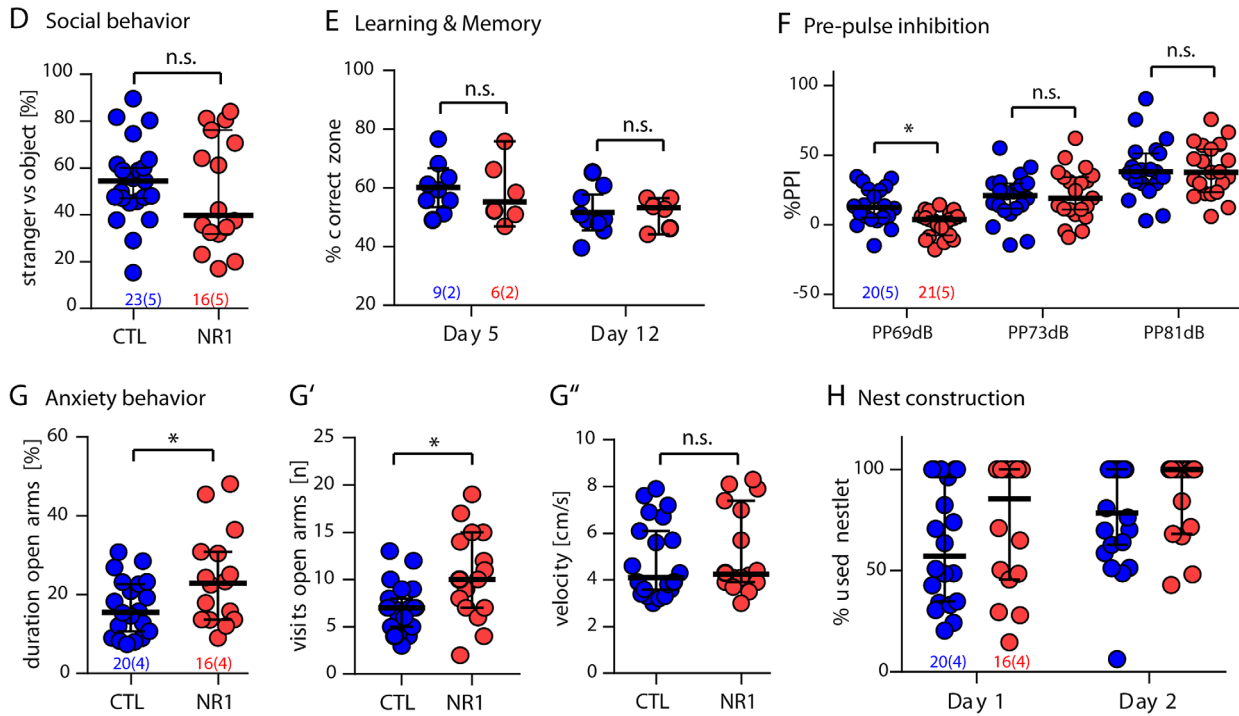 D Social behavior
n.s.
stranger vs object [%]
100
80
60
40
20
0
23(5)
16(5)
CTL
NR1
E Learning & Memory
n.s.
n.s.
% correct zone
100
80
60
40
20
9(2)
6(2)
Day 5
Day 12
F Pre-pulse inhibition
*
n.s.
n.s.
%PPI
100
50
0
-50
20(5)
21(5)
PP69dB
PP73dB
PP81dB
G Anxiety behavior
*
duration open arms [%]
60
40
20
0
20(4)
16(4)
CTL
NR1
G‘
*
visits open arms [n]
25
20
15
10
5
0
CTL
NR1
G“
n.s.
velocity [cm/s]
10
8
6
4
2
0
CTL
NR1
H Nest construction
% used nestlet
100
50
0
20(4)
16(4)
Day 1
Day 2